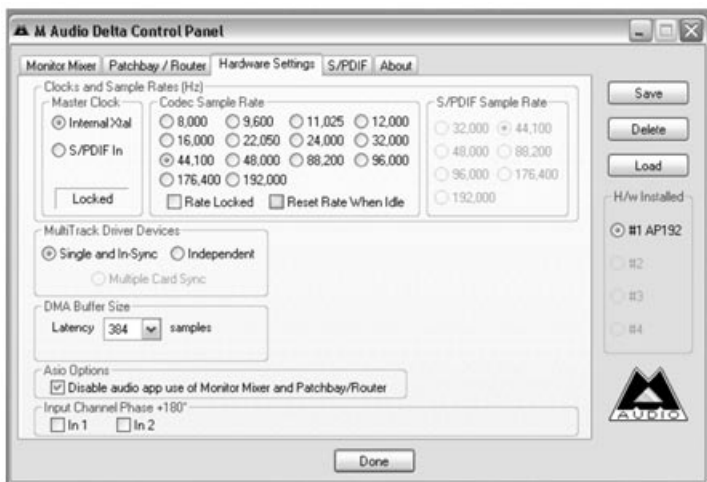 M Audio Delta Control Panel
Monitor Mixer Patchbay / Router Hardware Settings S/PDIF About
Clocks and Sample Rates (Hz)
Master Clock
Internal Xtal
S/PDIF In
Locked
Codec Sample Rate
8,000 9,600 11,025 12,000
16,000 22,050 24,000 32,000
44,100 48,000 88,200 96,000
176,400 192,000
Rate Locked Reset Rate When Idle
S/PDIF Sample Rate
32,000 44,100
48,000 88,200
96,000 176,400
192,000
MultiTrack Driver Devices
Single and In-Sync Independent
Multiple Card Sync
DMA Buffer Size
Latency 384 samples
Asio Options
Disable audio app use of Monitor Mixer and Patchbay/Router
Input Channel Phase +180°
In 1 In 2
Save
Delete
Load
H/w Installed
#1 AP192
#2
#3
#4
M
AUDIO
Done